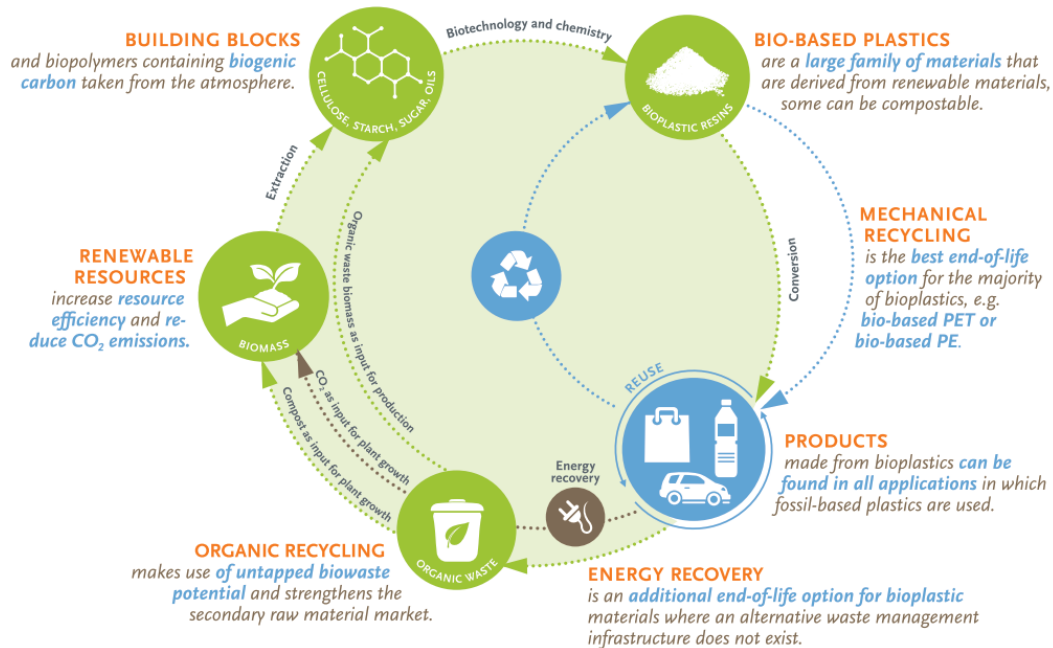 BUILDING BLOCKS
and biopolymers containing biogenic
carbon taken from the atmosphere.
CELLULOSE, STARCH, SUGAR, OILS
Biotechnology and chemistry
BIOPLASTIC RESINS
BIO-BASED PLASTICS
are a large family of materials that
are derived from renewable materials,
some can be compostable.
Extraction
Organic waste biomass as input for production
Conversion
MECHANICAL
RECYCLING
is the best end-of-life
option for the majority
of bioplastics, e.g.
bio-based PET or
bio-based PE.
RENEWABLE
RESOURCES
increase resource
efficiency and re-
duce CO₂ emissions.
BIOMASS
CO₂ as input for plant growth
Compost as input for plant growth
REUSE
PRODUCTS
made from bioplastics can be
found in all applications in which
fossil-based plastics are used.
Energy
recovery
ORGANIC WASTE
ORGANIC RECYCLING
makes use of untapped biowaste
potential and strengthens the
secondary raw material market.
ENERGY RECOVERY
is an additional end-of-life option for bioplastic
materials where an alternative waste management
infrastructure does not exist.